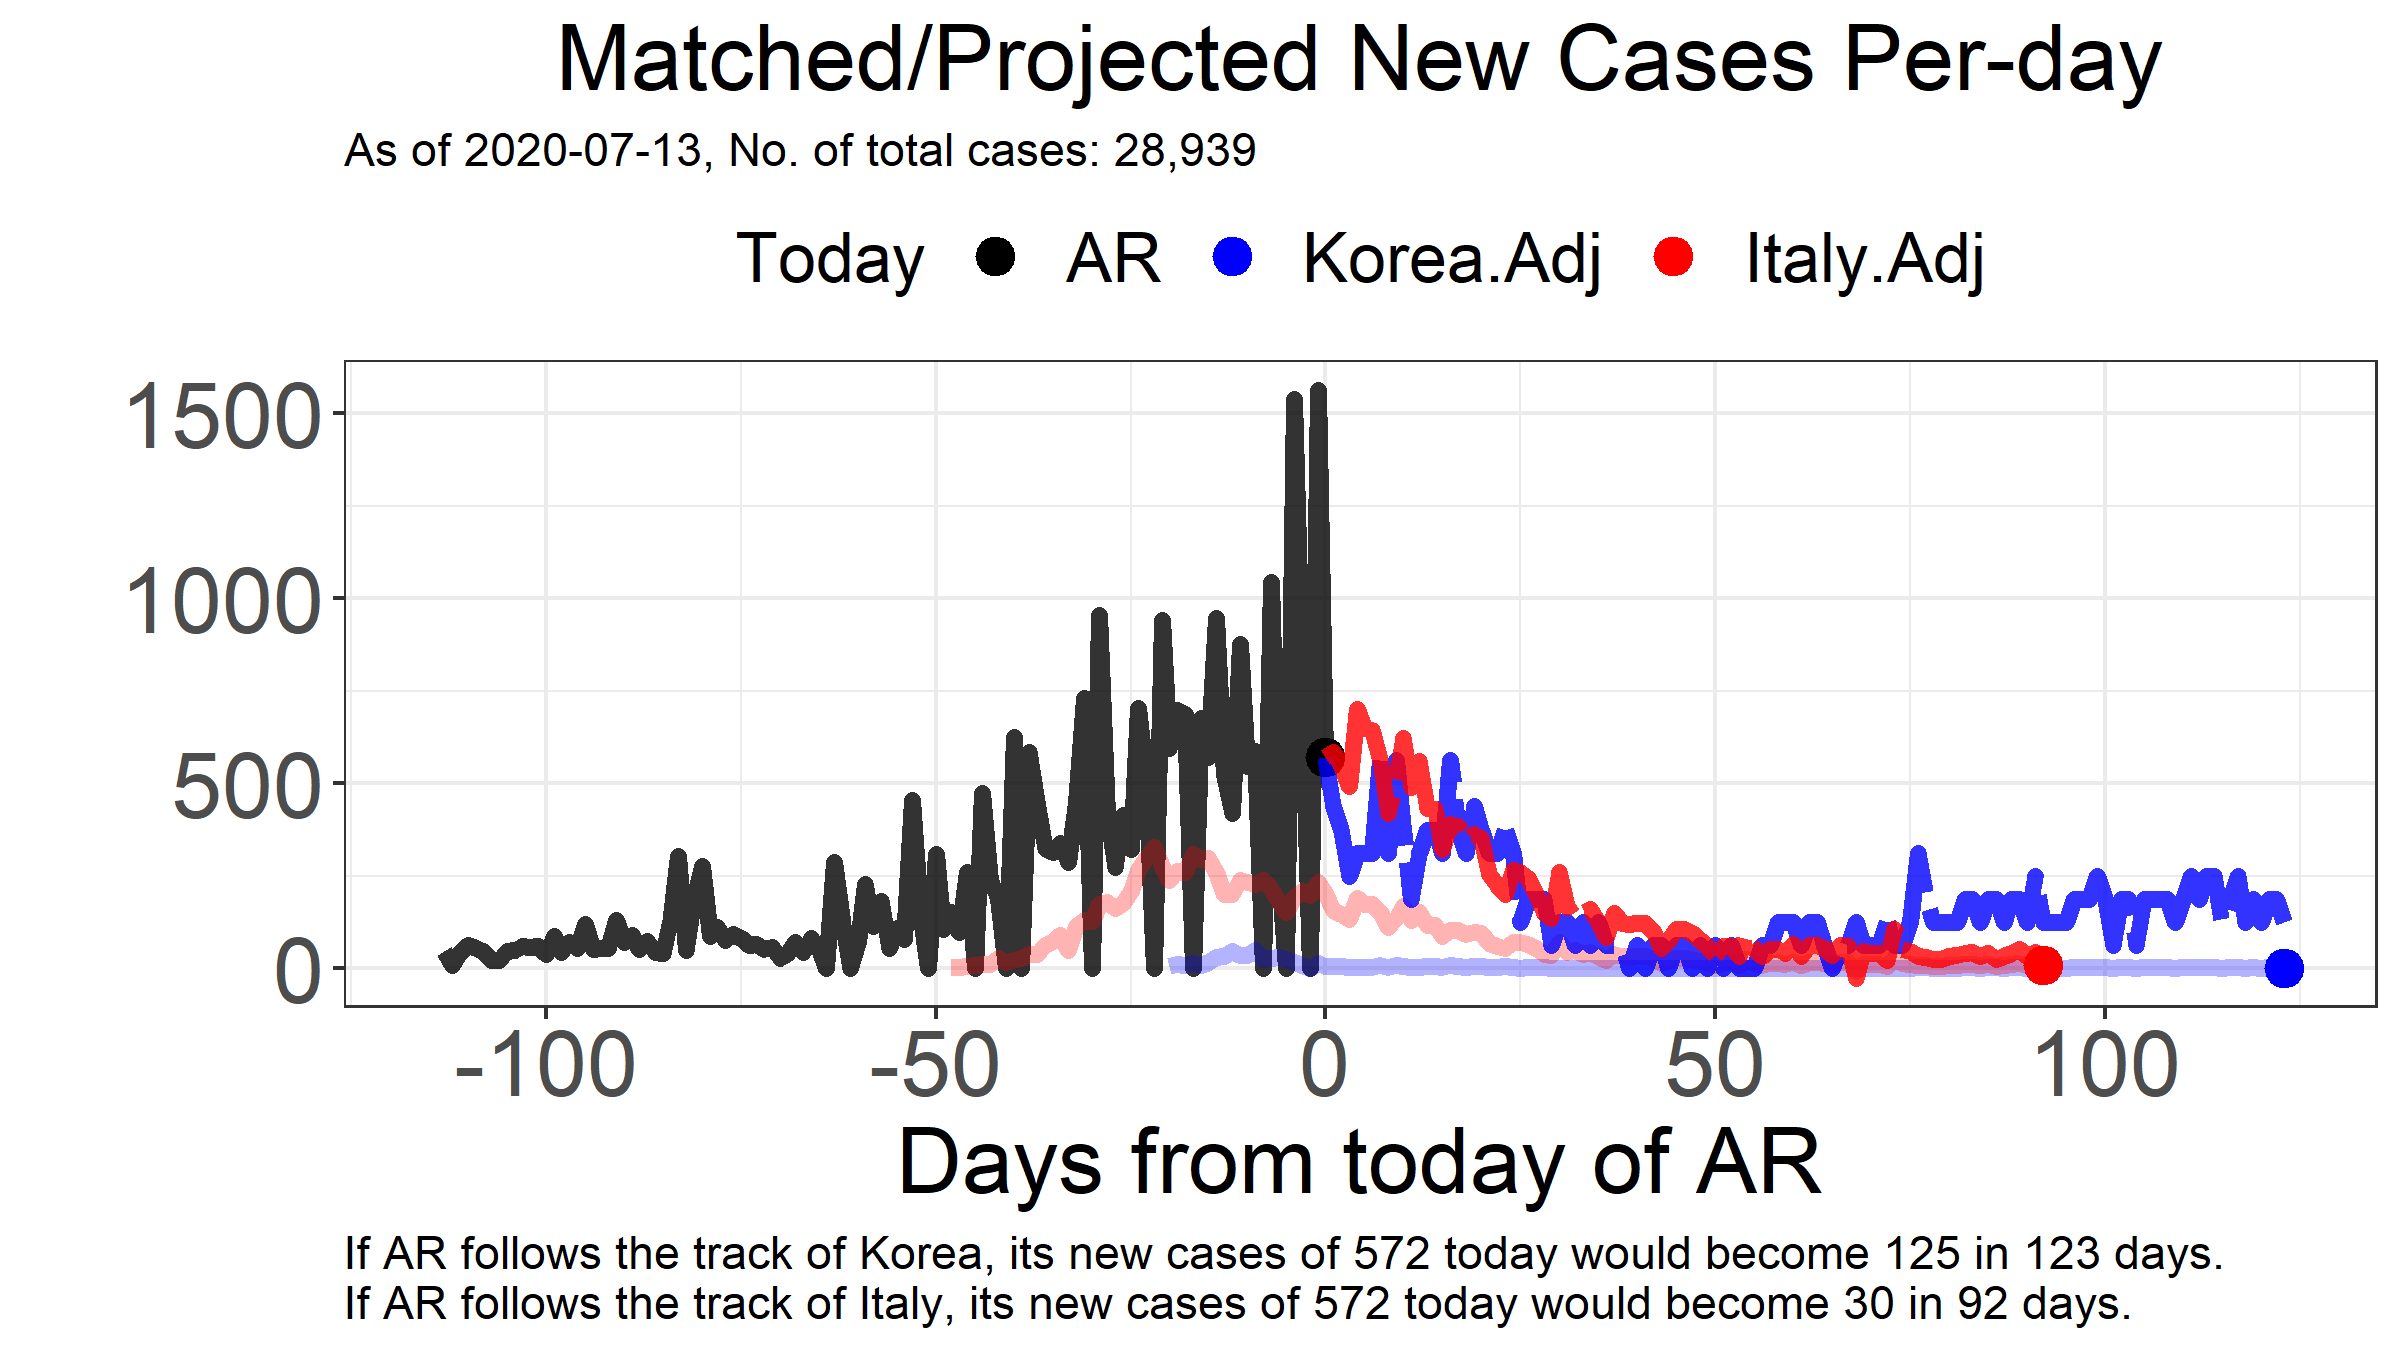 Matched/Projected New Cases Per-day
As of 2020-07-13, No. of total cases: 28,939
Today AR Korea.Adj Italy.Adj
1500
1000
500
0
-100 -50 0 50 100
Days from today of AR
If AR follows the track of Korea, its new cases of 572 today would become 125 in 123 days.
If AR follows the track of Italy, its new cases of 572 today would become 30 in 92 days.